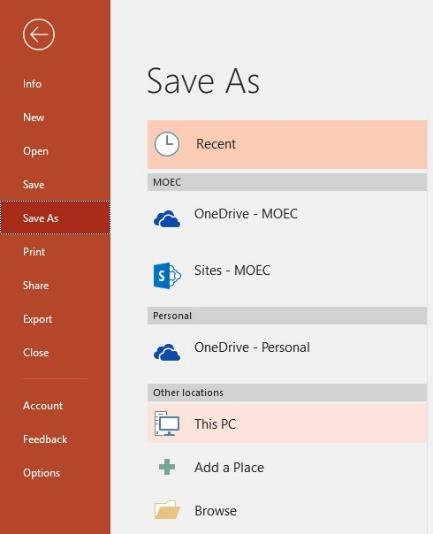 Info
New
Open
Save
Save As
Print
Share
Export
Close
Account
Feedback
Options
Save As
Recent
MOEC
OneDrive - MOEC
Sites - MOEC
Personal
OneDrive - Personal
Other locations
This PC
Add a Place
Browse